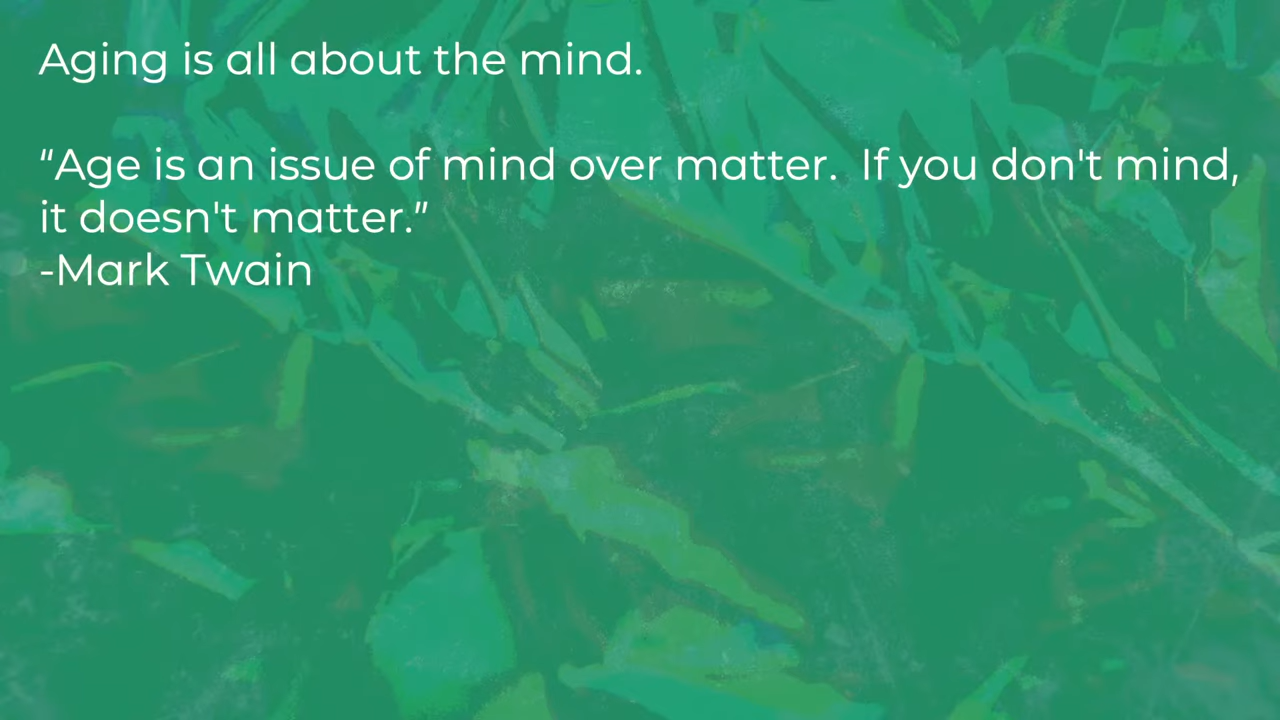 Aging is all about the mind.
“Age is an issue of mind over matter.  If you don't mind,
it doesn't matter.”
-Mark Twain